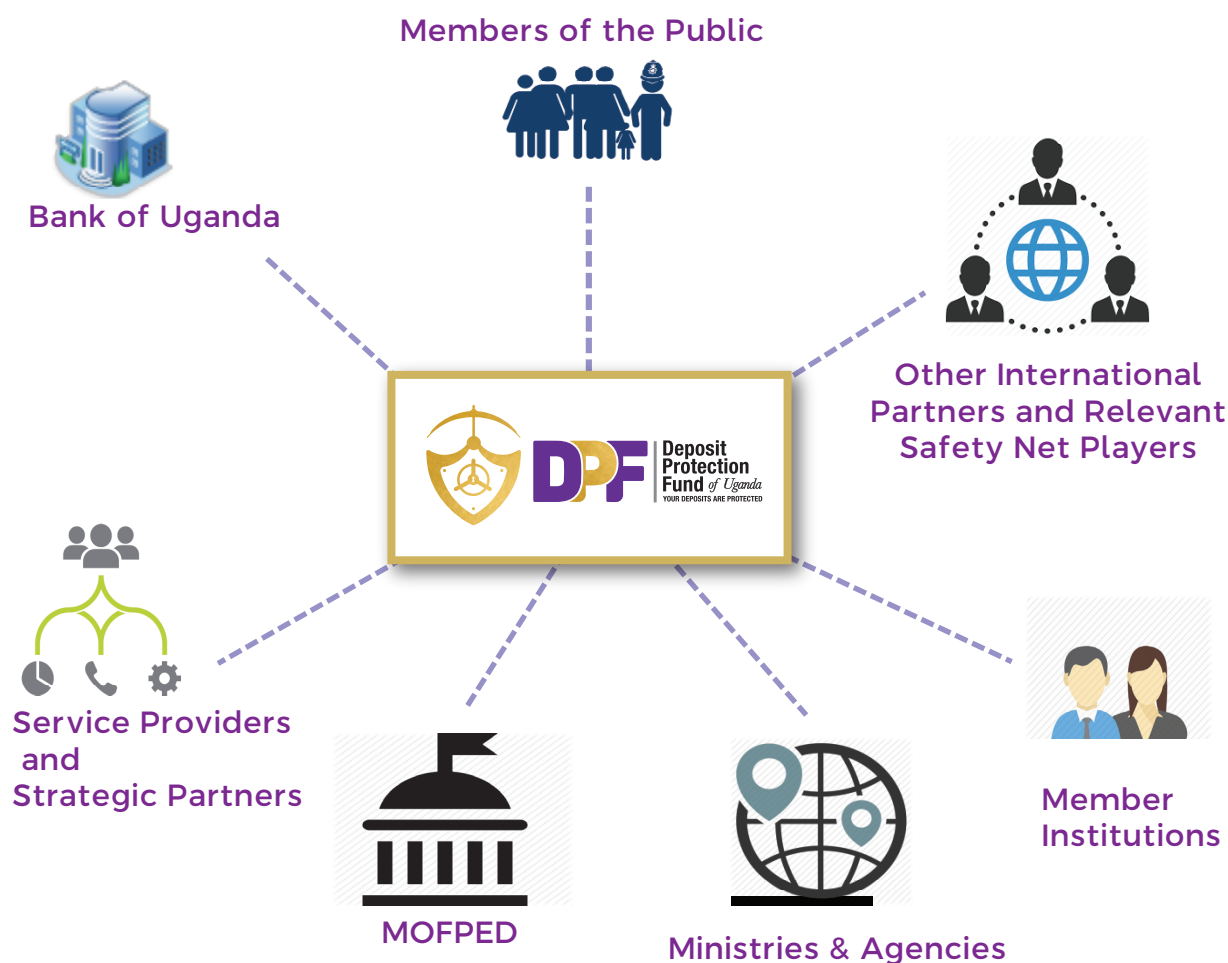 Members of the Public
Bank of Uganda
Other International
Partners and Relevant
Safety Net Players
DPF
Deposit
Protection
Fund of Uganda
YOUR DEPOSITS ARE PROTECTED
Service Providers
and
Strategic Partners
Member
Institutions
MOFPED
Ministries & Agencies